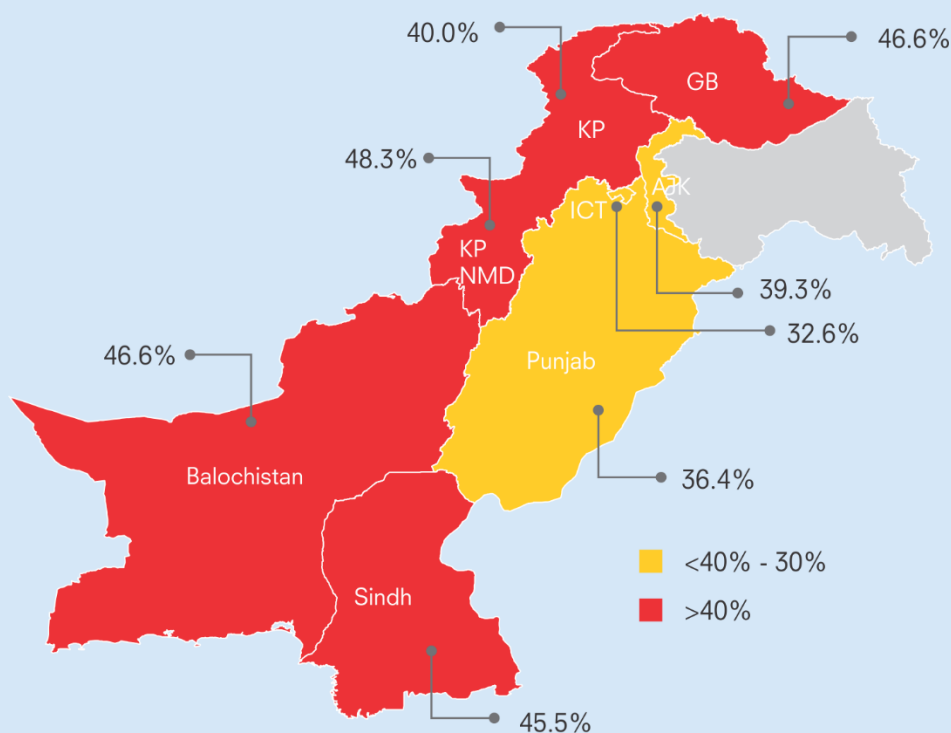 40.0%
46.6%
GB
KP
48.3%
AJK
ICT
KP
NMD
39.3%
32.6%
46.6%
Punjab
Balochistan
36.4%
<40% - 30%
Sindh
>40%
45.5%